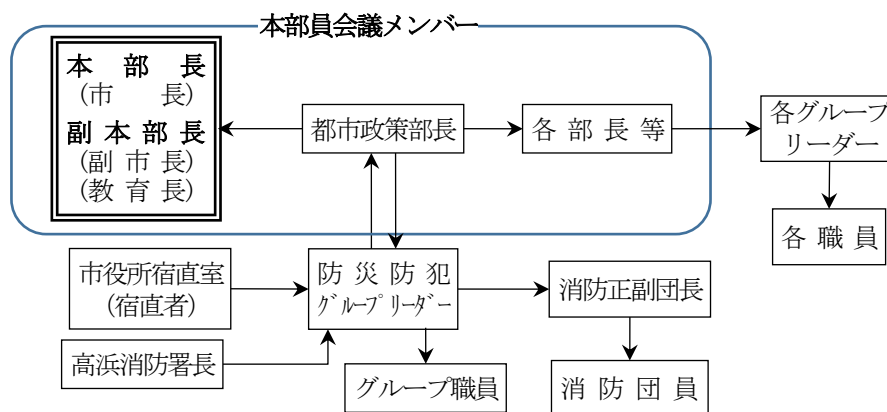 本部員会議メンバー
本部長
(市長)
副本部長
(副市長)
(教育長)
都市政策部長
各部長等
各グループ
リーダー
各職員
市役所宿直室
(宿直者)
防災防犯
グループリーダー
消防正副団長
高浜消防署長
グループ職員
消防団員